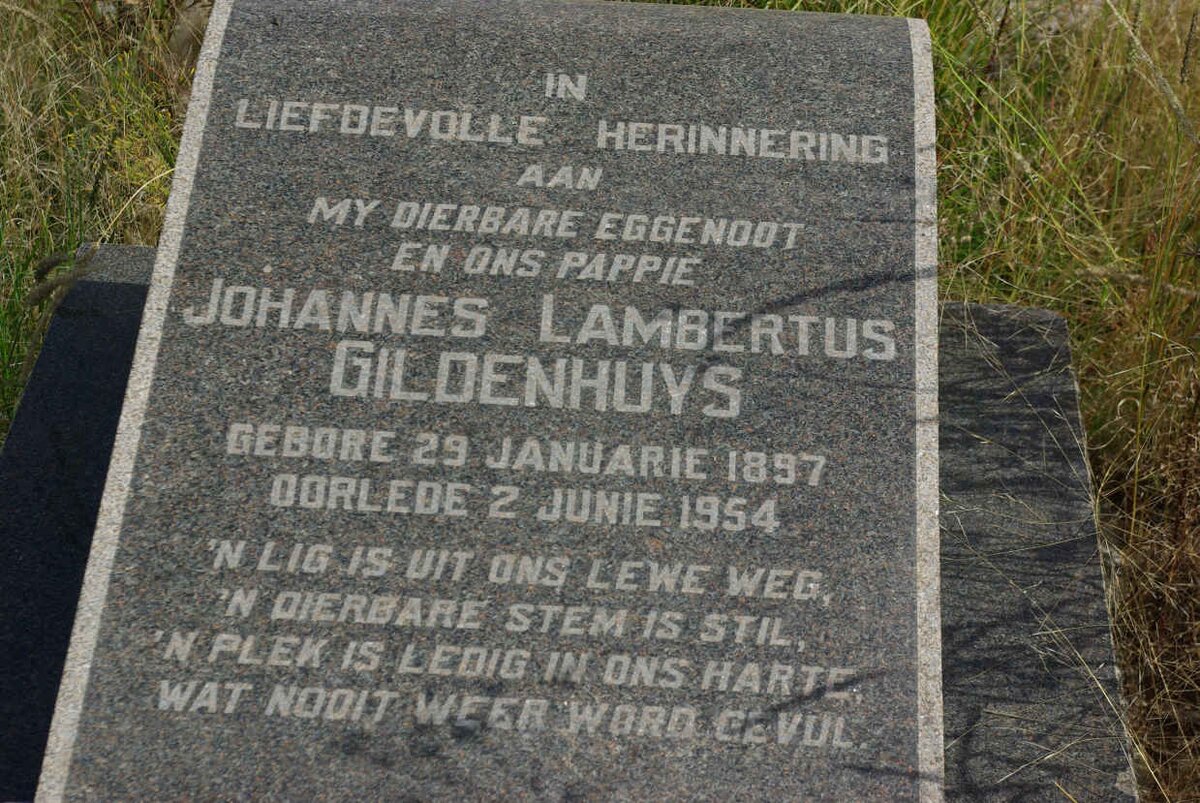 IN
LIEFDEVOLLE HERINNERING
AAN
MY DIERBARE EGGENOOT
EN ONS PAPPIE
JOHANNES LAMBERTUS
GILDENHUYS
GEBORE 29 JANUARIE 1897
OORLEDE 2 JUNIE 1954
'N LIG IS UIT ONS LEWE WEG,
'N DIERBARE STEM IS STIL,
'N PLEK IS LEDIG IN ONS HARTE,
WAT NOOIT WEER WORD GEVUL.